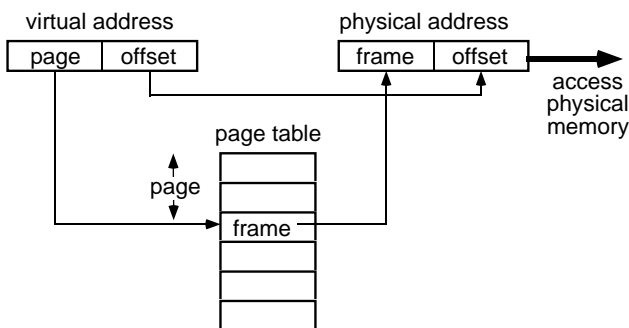 virtual address
physical address
page offset
frame offset
access
physical
memory
page table
page
frame